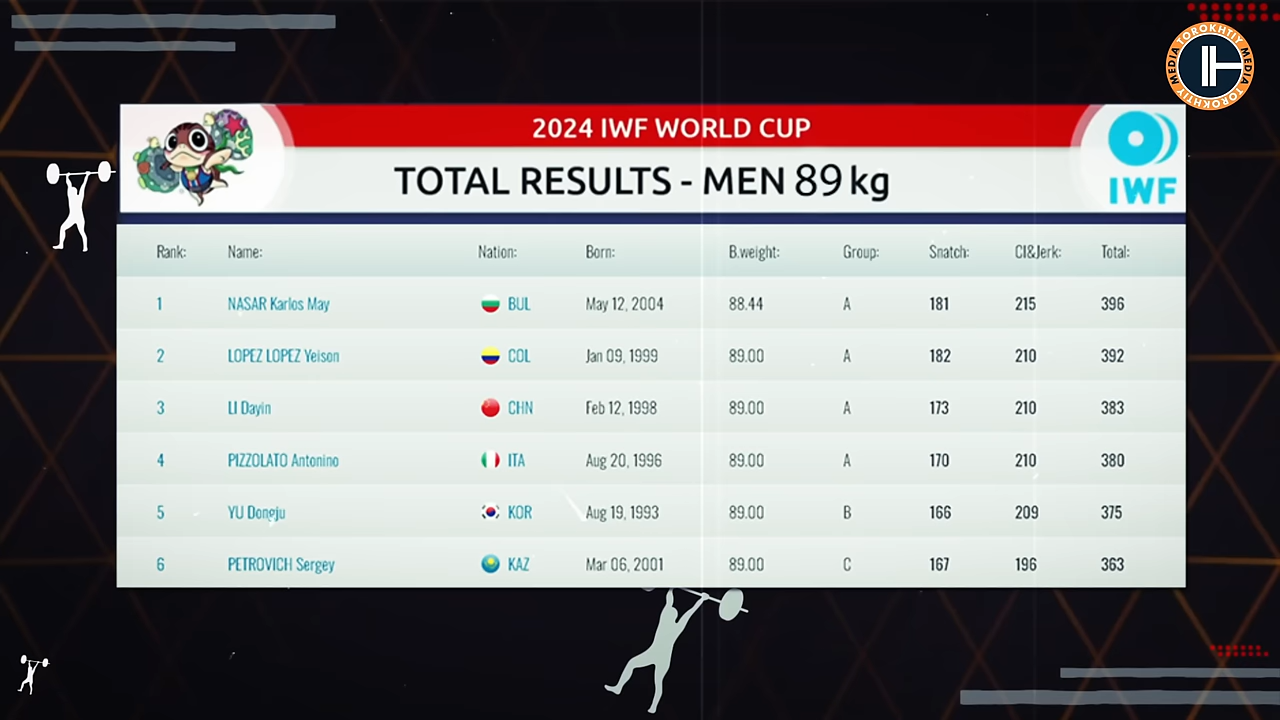 TOROKHTIY MEDIA TOROKHTIY MEDIA
2024 IWF WORLD CUP
TOTAL RESULTS - MEN 89 kg
IWF
Rank: Name: Nation: Born: B.weight: Group: Snatch: Cl&Jerk: Total:
1 NASAR Karlos May BUL May 12, 2004 88.44 A 181 215 396
2 LOPEZ LOPEZ Yeison COL Jan 09, 1999 89.00 A 182 210 392
3 LI Dayin CHN Feb 12, 1998 89.00 A 173 210 383
4 PIZZOLATO Antonino ITA Aug 20, 1996 89.00 A 170 210 380
5 YU Dongju KOR Aug 19, 1993 89.00 B 166 209 375
6 PETROVICH Sergey KAZ Mar 06, 2001 89.00 C 167 196 363